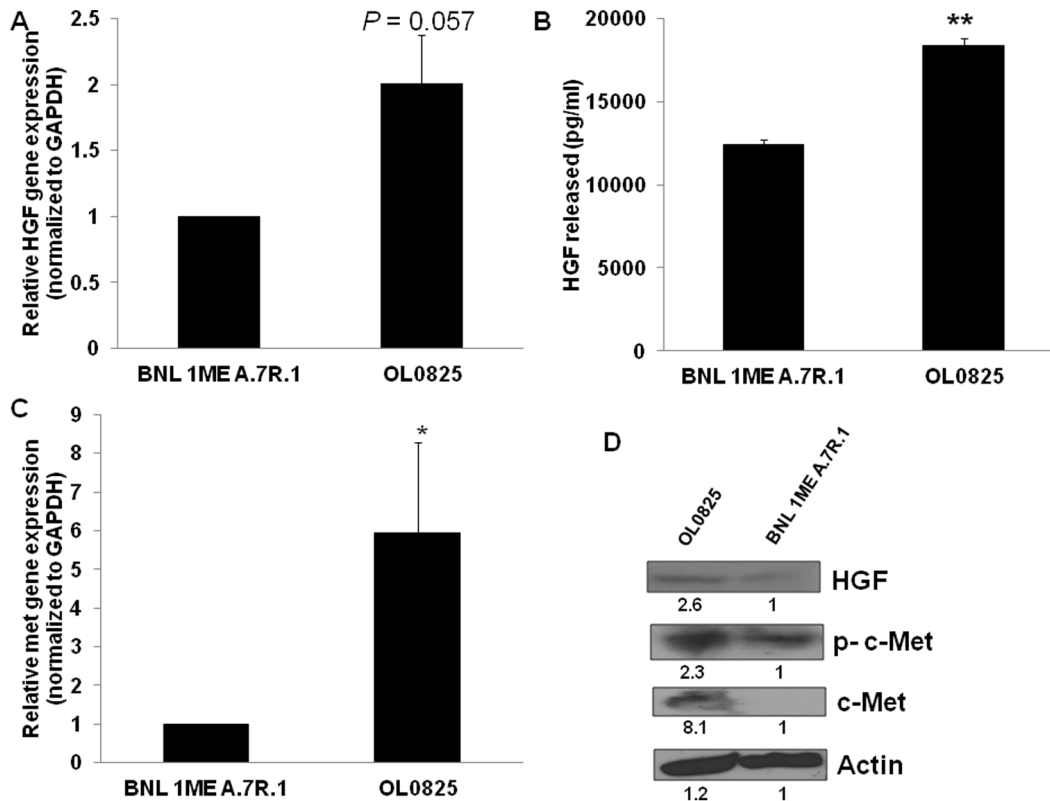 A
Relative HGF gene expression
(normalized to GAPDH)
2.5
2
1.5
1
0.5
0
P = 0.057
BNL 1ME A.7R.1
OL0825
B
HGF released (pg/ml)
20000
15000
10000
5000
0
**
BNL 1ME A.7R.1
OL0825
C
Relative met gene expression
(normalized to GAPDH)
9
8
7
6
5
4
3
2
1
0
*
BNL 1ME A.7R.1
OL0825
D
OL0825
BNL 1ME A.7R.1
HGF
2.6 1
p- c-Met
2.3 1
c-Met
8.1 1
Actin
1.2 1